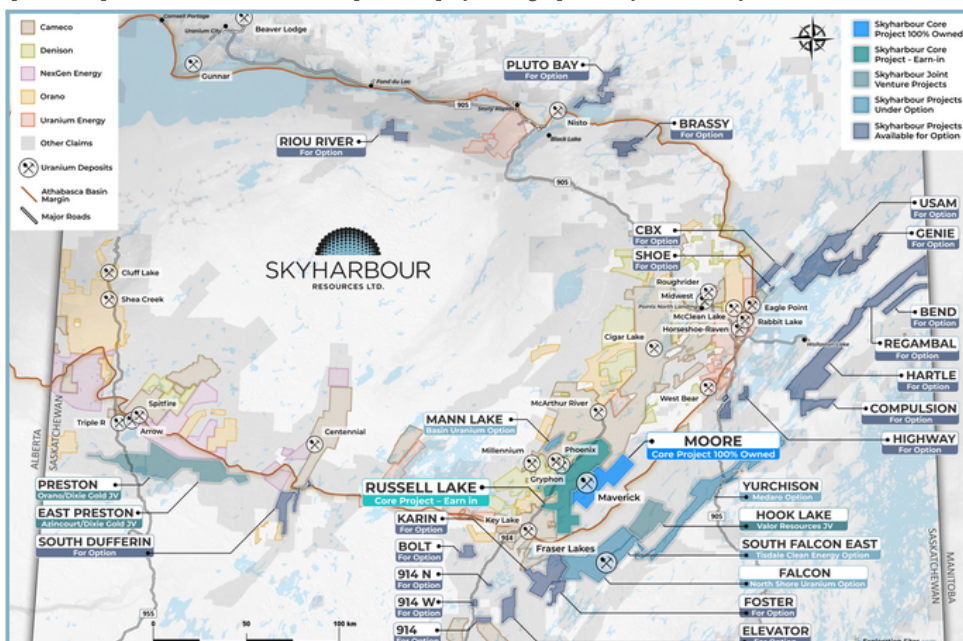 Cameco
Denison
NexGen Energy
Orano
Uranium Energy
Other Claims
Uranium Deposits
Athabasca Basin
Margin
Major Roads
Skyharbour Core
Project 100% Owned
Skyharbour Core
Project - Earn-in
Skyharbour Joint
Venture Projects
Skyharbour Projects
Under Option
Skyharbour Projects
Available for Option
Camsell Portage
Uranium City
Beaver Lodge
Gunnar
Fond du Lac
905
Stony Rapids
Nisto
Black Lake
PLUTO BAY
For Option
RIOU RIVER
For Option
BRASSY
For Option
905
SKYHARBOUR
RESOURCES LTD.
USAM
For Option
GENIE
For Option
CBX
For Option
SHOE
For Option
BEND
For Option
REGAMBAL
For Option
HARTLE
For Option
COMPULSION
For Option
HIGHWAY
For Option
Cluff Lake
Shea Creek
Roughrider
Midwest
Points North Landing
McClean Lake
Horseshoe-Raven
Eagle Point
Rabbit Lake
Wollaston Lake
Cigar Lake
West Bear
McArthur River
Spitfire
Triple R
Arrow
Centennial
ALBERTA
SASKATCHEWAN
MANN LAKE
Basin Uranium Option
Millennium
Phoenix
Gryphon
MOORE
Core Project 100% Owned
Maverick
RUSSELL LAKE
Core Project - Earn in
PRESTON
Orano/Dixie Gold JV
EAST PRESTON
Azincourt/Dixie Gold JV
SOUTH DUFFERIN
For Option
KARIN
For Option
Key Lake
914
BOLT
For Option
914 N
For Option
914 W
For Option
914
Fraser Lakes
YURCHISON
Medaro Option
HOOK LAKE
Valor Resources JV
905
SOUTH FALCON EAST
Tisdale Clean Energy Option
FALCON
North Shore Uranium Option
FOSTER
For Option
ELEVATOR
SASKATCHEWAN
MANITOBA
955
0
50
100 km